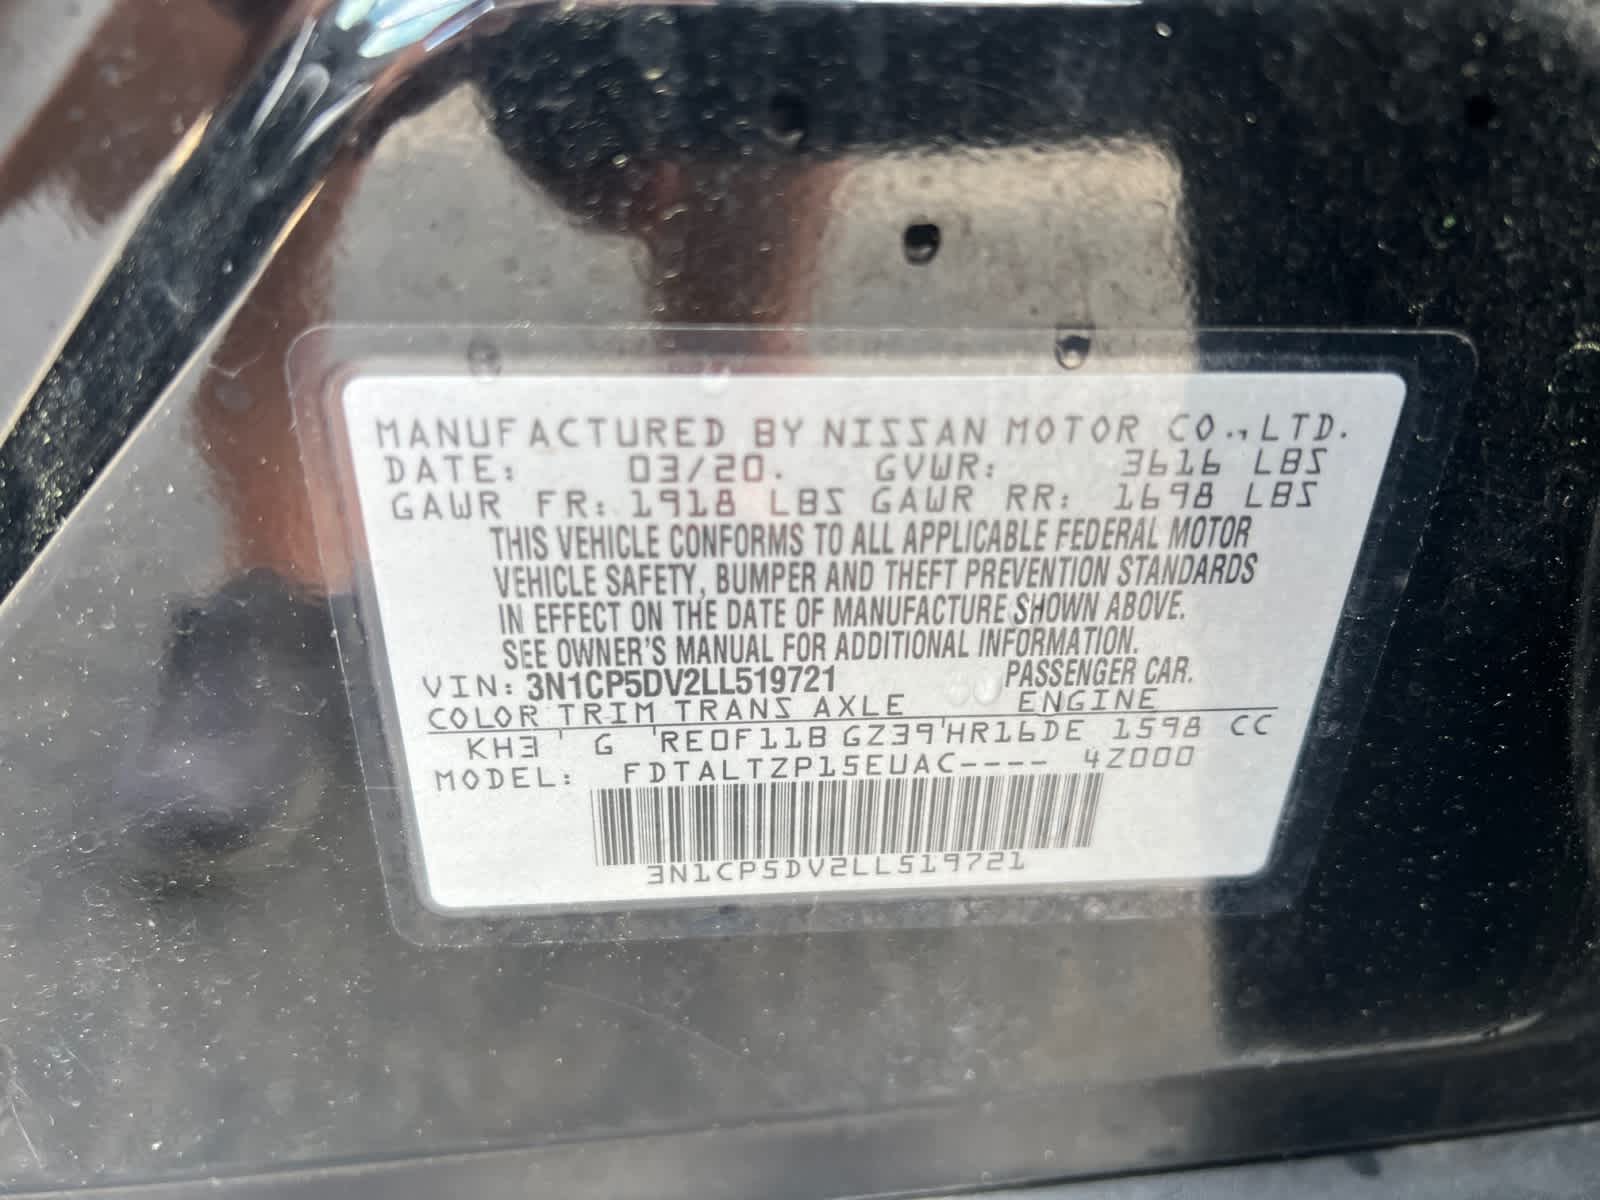 MANUFACTURED BY NISSAN MOTOR CO., LTD.
DATE: 03/20. GVWR: 3616 LBS
GAWR FR: 1918 LBS GAWR RR: 1698 LBS
THIS VEHICLE CONFORMS TO ALL APPLICABLE FEDERAL MOTOR
VEHICLE SAFETY, BUMPER AND THEFT PREVENTION STANDARDS
IN EFFECT ON THE DATE OF MANUFACTURE SHOWN ABOVE.
SEE OWNER'S MANUAL FOR ADDITIONAL INFORMATION.
VIN: 3N1CP5DV2LL519721 PASSENGER CAR.
COLOR TRIM TRANS AXLE ENGINE
KH3 ' G 'RE0F11B GZ39'HR16DE 1598 CC
MODEL: FDTALTZP15EUAC---- 4Z000
3N1CP5DV2LL519721